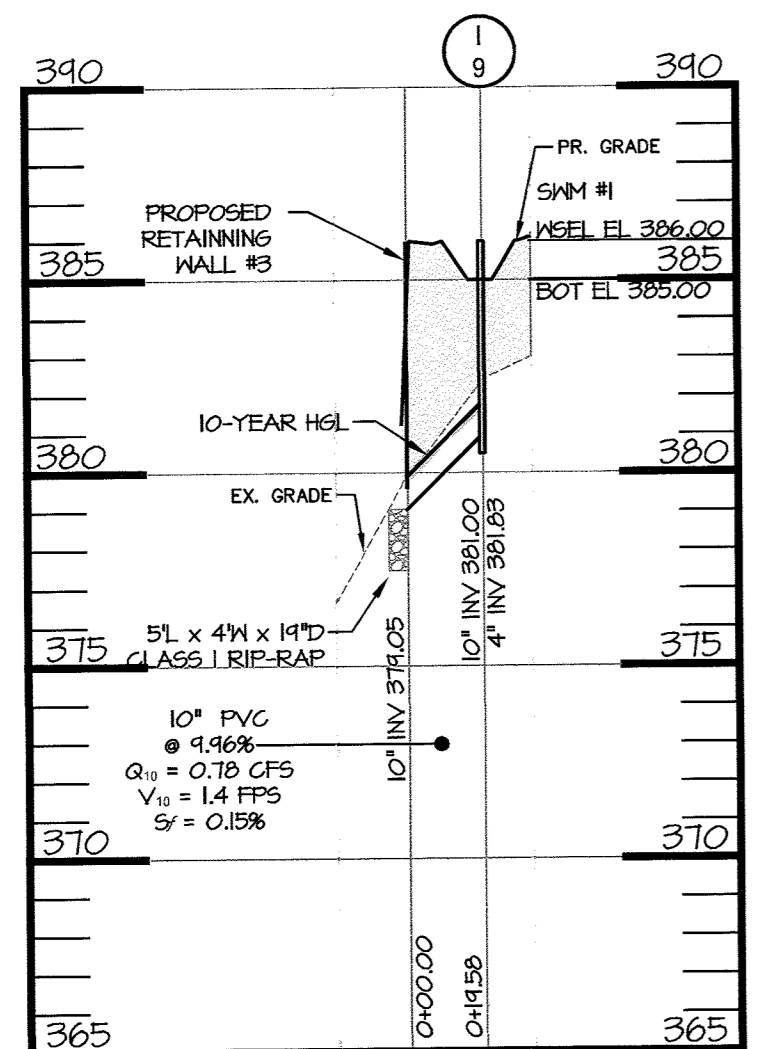 I
9
390
390
PR. GRADE
SWM #1
PROPOSED
RETAINNING
WALL #3
WSEL EL 386.00
385
385
BOT EL 385.00
10-YEAR HGL
380
380
EX. GRADE
10" INV 381.00
4" INV 381.83
5'L x 4'W x 19"D
CLASS I RIP-RAP
375
375
10" INV 379.05
10" PVC
@ 9.96%
Q10 = 0.78 CFS
V10 = 1.4 FPS
Sf = 0.15%
370
370
0+00.00
0+19.58
365
365